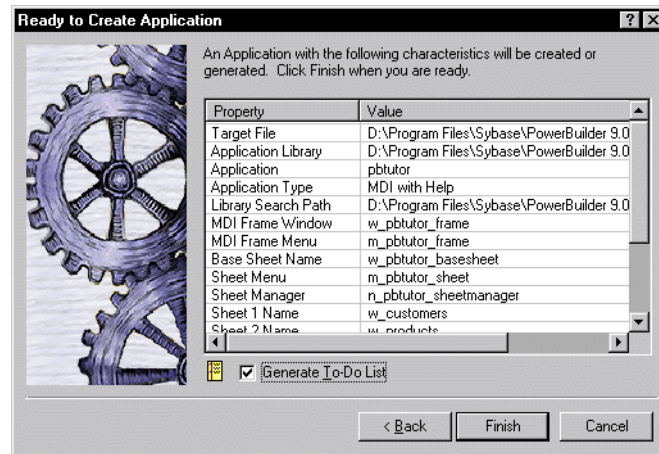 Ready to Create Application
An Application with the following characteristics will be created or
generated. Click Finish when you are ready.
Property Value
Target File D:\Program Files\Sybase\PowerBuilder 9.0
Application Library D:\Program Files\Sybase\PowerBuilder 9.0
Application pbtutor
Application Type MDI with Help
Library Search Path D:\Program Files\Sybase\PowerBuilder 9.0
MDI Frame Window w_pbtutor_frame
MDI Frame Menu m_pbtutor_frame
Base Sheet Name w_pbtutor_basesheet
Sheet Menu m_pbtutor_sheet
Sheet Manager n_pbtutor_sheetmanager
Sheet 1 Name w_customers
Sheet 2 Name w_products
Generate To-Do List
< Back Finish Cancel